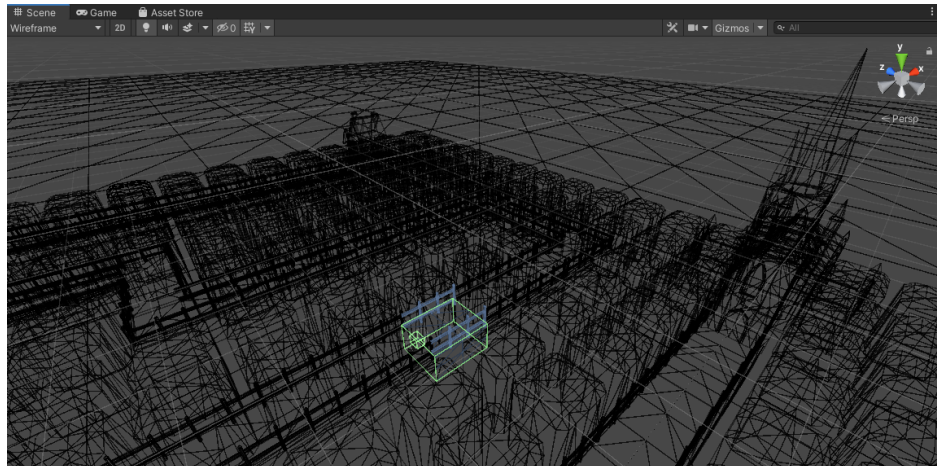 Scene Game Asset Store
Wireframe 2D 0 Gizmos All
y
z x
Persp